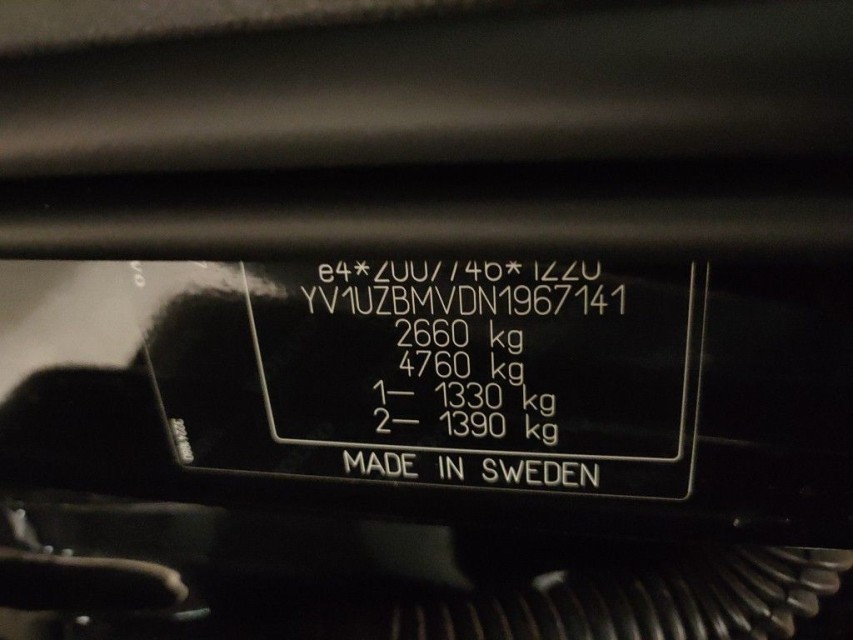 e4*2007/46*1220
YV1UZBMVDN1967141
2660 kg
4760 kg
1— 1330 kg
2— 1390 kg
MADE IN SWEDEN